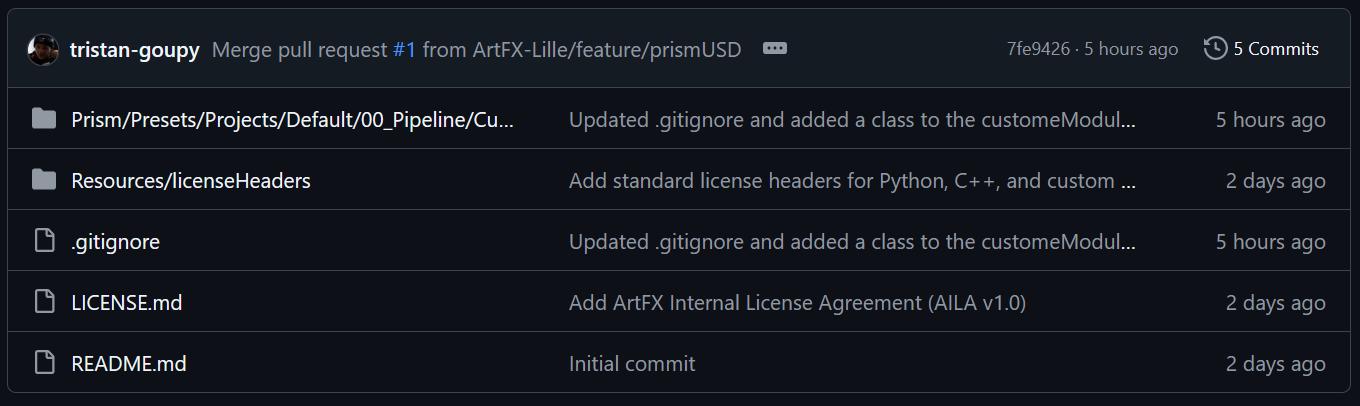 tristan-goupy Merge pull request #1 from ArtFX-Lille/feature/prismUSD 7fe9426 · 5 hours ago 5 Commits
Prism/Presets/Projects/Default/00_Pipeline/Cu... Updated .gitignore and added a class to the customeModul... 5 hours ago
Resources/licenseHeaders Add standard license headers for Python, C++, and custom ... 2 days ago
.gitignore Updated .gitignore and added a class to the customeModul... 5 hours ago
LICENSE.md Add ArtFX Internal License Agreement (AILA v1.0) 2 days ago
README.md Initial commit 2 days ago